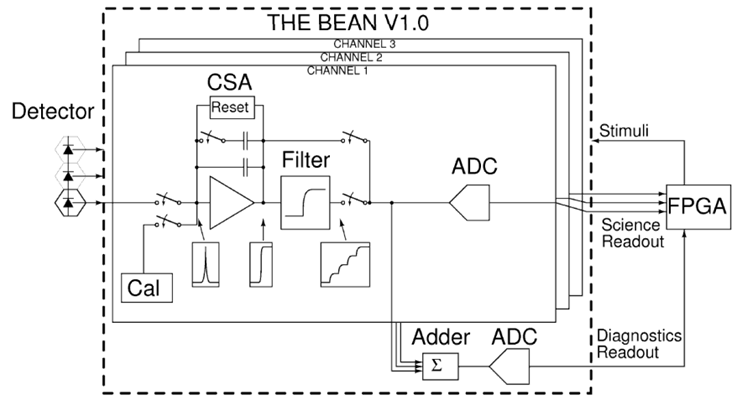 THE BEAN V1.0
CHANNEL 3
CHANNEL 2
CHANNEL 1
CSA
Reset
Detector
Filter
ADC
Stimuli
FPGA
Science
Readout
Cal
Adder
ADC
Σ
Diagnostics
Readout